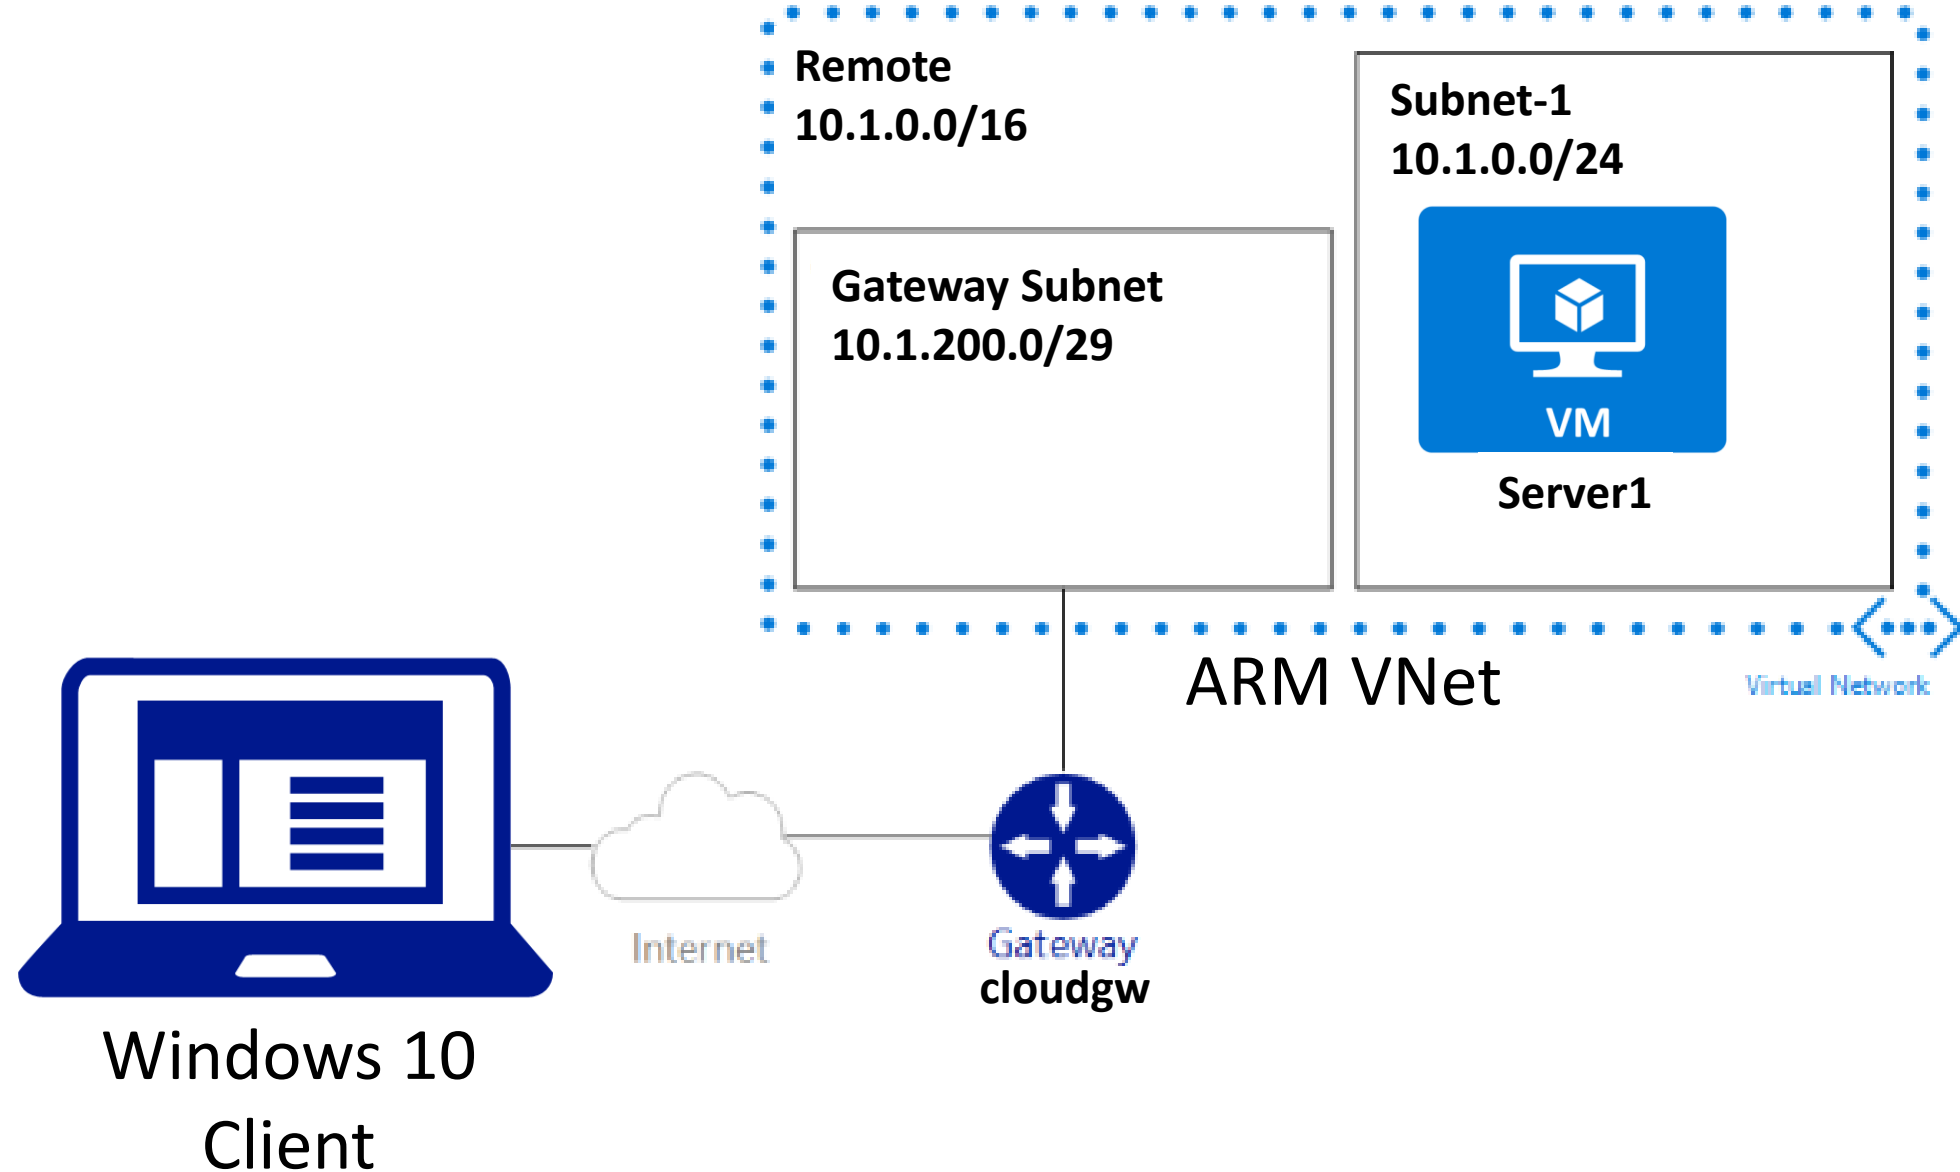 Remote
10.1.0.0/16
Subnet-1
10.1.0.0/24
Gateway Subnet
10.1.200.0/29
VM
Server1
ARM VNet
Virtual Network
Internet
Gateway
cloudgw
Windows 10
Client